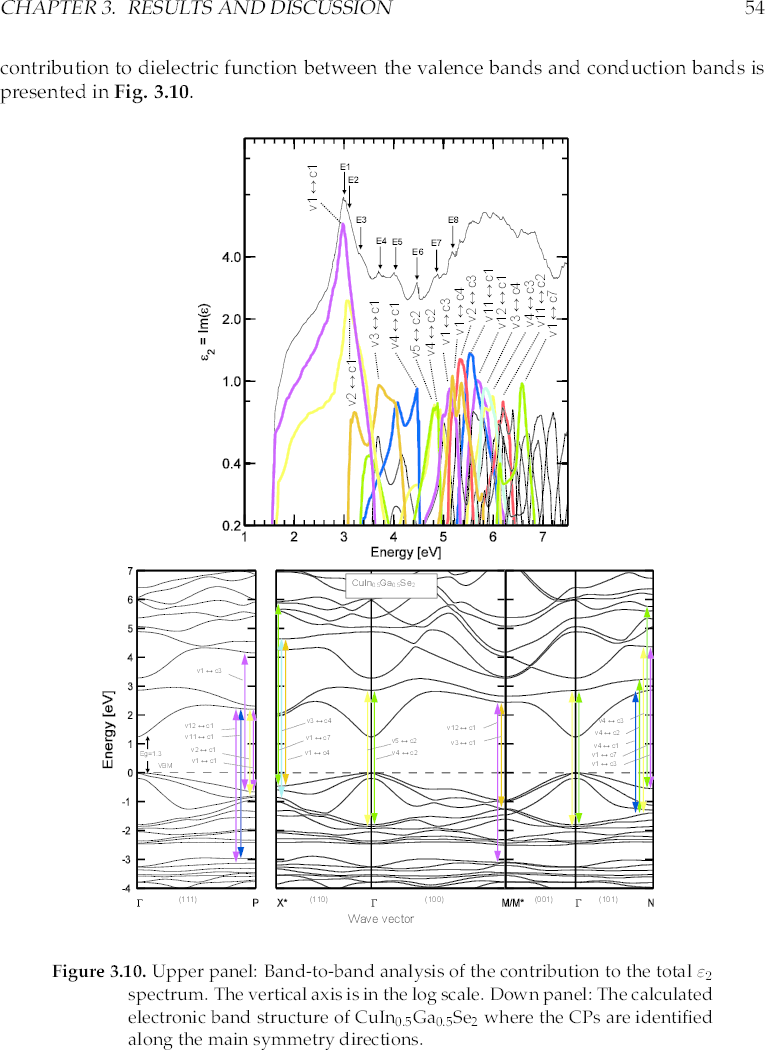 CHAPTER 3. RESULTS AND DISCUSSION 54
contribution to dielectric function between the valence bands and conduction bands is
presented in Fig. 3.10.
E1
E2
E3
E4
E5
E6
E7
E8
v1 ↔ c1
v2 ↔ c1
v3 ↔ c1
v4 ↔ c1
v5 ↔ c2
v4 ↔ c2
v1 ↔ c3
v1 ↔ c4
v2 ↔ c3
v11 ↔ c1
v12 ↔ c1
v3 ↔ c4
v4 ↔ c3
v11 ↔ c2
v1 ↔ c7
ε₂ = Im(ε)
4.0
2.0
1.0
0.4
0.2
1 2 3 4 5 6 7
Energy [eV]
CuIn₀.₅Ga₀.₅Se₂
Energy [eV]
7
6
5
4
3
2
1
0
-1
-2
-3
-4
v1 ↔ c3
v12 ↔ c1
v11 ↔ c1
v2 ↔ c1
v1 ↔ c1
Eg=1.3
VBM
v3 ↔ c4
v1 ↔ c7
v1 ↔ c4
v5 ↔ c2
v4 ↔ c2
v12 ↔ c1
v3 ↔ c1
v4 ↔ c3
v4 ↔ c2
v4 ↔ c1
v1 ↔ c7
v1 ↔ c3
Γ (111) P X* (110) Γ (100) M/M* (001) Γ (101) N
Wave vector
Figure 3.10. Upper panel: Band-to-band analysis of the contribution to the total ε₂
spectrum. The vertical axis is in the log scale. Down panel: The calculated
electronic band structure of CuIn₀.₅Ga₀.₅Se₂ where the CPs are identified
along the main symmetry directions.